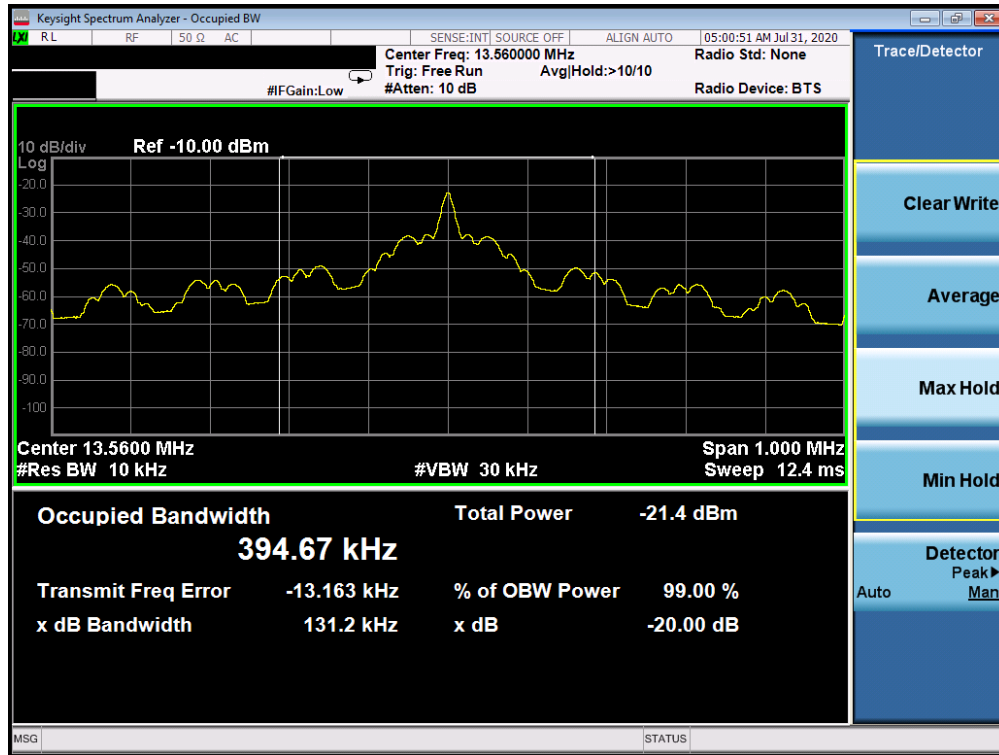 Keysight Spectrum Analyzer - Occupied BW
LXI RL RF 50 Ω AC SENSE:INT SOURCE OFF ALIGN AUTO 05:00:51 AM Jul 31, 2020
Center Freq: 13.560000 MHz Radio Std: None
Trig: Free Run Avg|Hold:>10/10
#IFGain:Low #Atten: 10 dB Radio Device: BTS
Trace/Detector
10 dB/div Ref -10.00 dBm
Log
-20.0
-30.0
-40.0
-50.0
-60.0
-70.0
-80.0
-90.0
-100
Center 13.5600 MHz Span 1.000 MHz
#Res BW 10 kHz #VBW 30 kHz Sweep 12.4 ms
Occupied Bandwidth Total Power -21.4 dBm
394.67 kHz
Transmit Freq Error -13.163 kHz % of OBW Power 99.00 %
x dB Bandwidth 131.2 kHz x dB -20.00 dB
Clear Write
Average
Max Hold
Min Hold
Detector
Peak▶
Auto Man
MSG STATUS